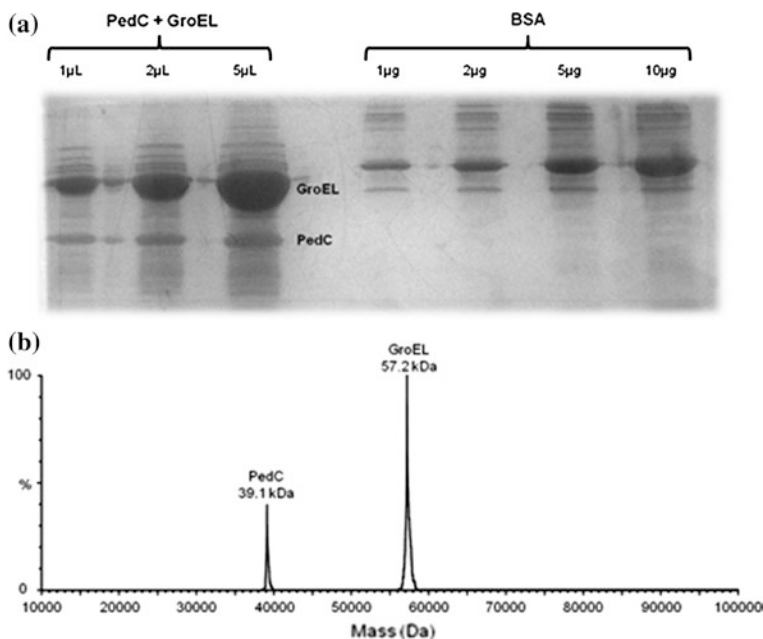 (a)
PedC + GroEL
BSA
1µL 2µL 5µL 1µg 2µg 5µg 10µg
GroEL
PedC
(b)
GroEL
57.2 kDa
100
PedC
39.1 kDa
%
0
10000 20000 30000 40000 50000 60000 70000 80000 90000 100000
Mass (Da)